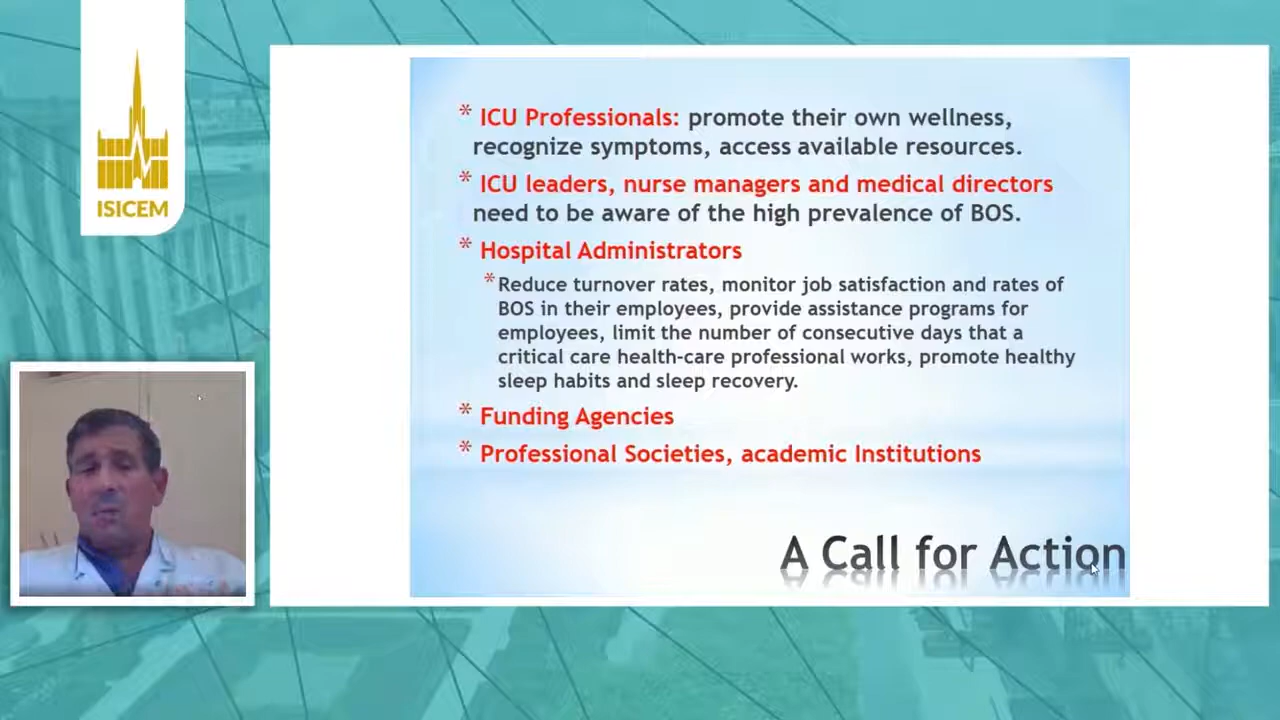 ISICEM
* ICU Professionals: promote their own wellness,
recognize symptoms, access available resources.
* ICU leaders, nurse managers and medical directors
need to be aware of the high prevalence of BOS.
* Hospital Administrators
* Reduce turnover rates, monitor job satisfaction and rates of
BOS in their employees, provide assistance programs for
employees, limit the number of consecutive days that a
critical care health-care professional works, promote healthy
sleep habits and sleep recovery.
* Funding Agencies
* Professional Societies, academic Institutions
A Call for Action